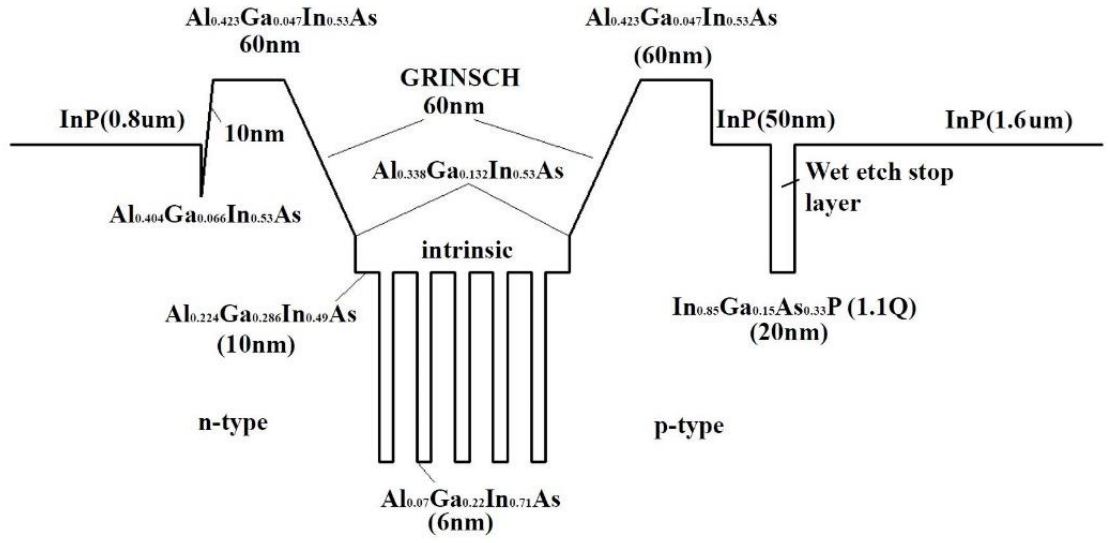 Al0.423Ga0.047In0.53As
60nm
Al0.423Ga0.047In0.53As
(60nm)
GRINSCH
60nm
InP(0.8um)
10nm
InP(50nm)
InP(1.6um)
Al0.338Ga0.132In0.53As
Wet etch stop
layer
Al0.404Ga0.066In0.53As
intrinsic
Al0.224Ga0.286In0.49As
(10nm)
In0.85Ga0.15As0.33P (1.1Q)
(20nm)
n-type
p-type
Al0.07Ga0.22In0.71As
(6nm)